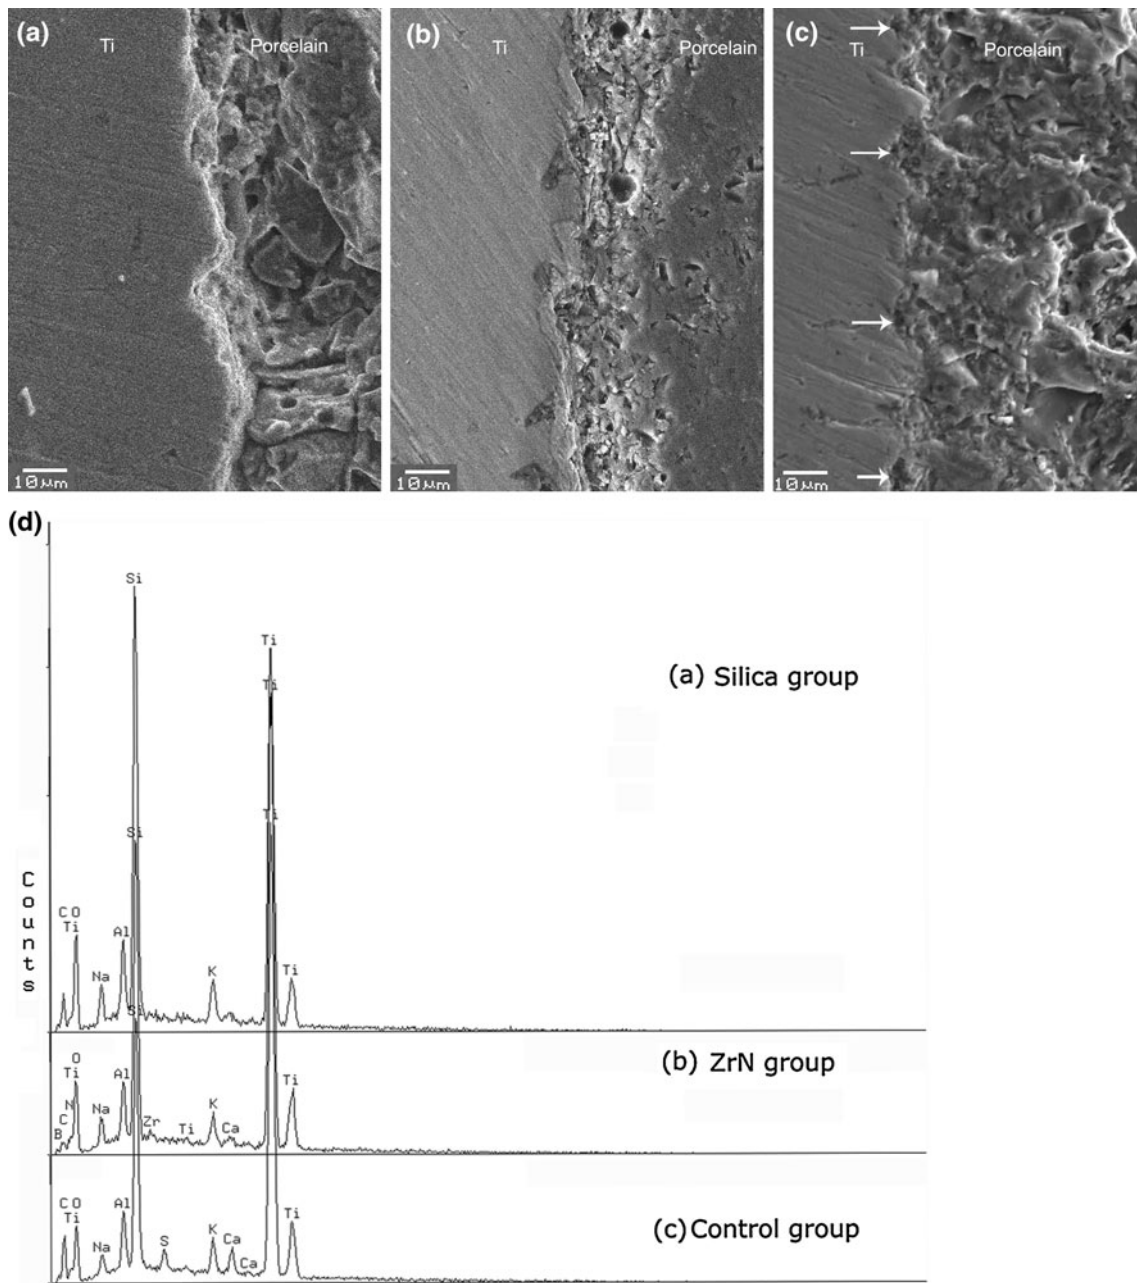 (a)
Ti Porcelain
10 µm
(b)
Ti Porcelain
10 µm
(c)
Ti Porcelain
10 µm
(d)
Counts
Si
Ti
Ti
(a) Silica group
Ti
Si
C O
Ti Al
Na K Ti
Si
(b) ZrN group
O
Ti Al Ti
N
C Na K
B Zr Ti Ca
(c) Control group
C O
Ti Al
Na S K Ca Ti
Ca